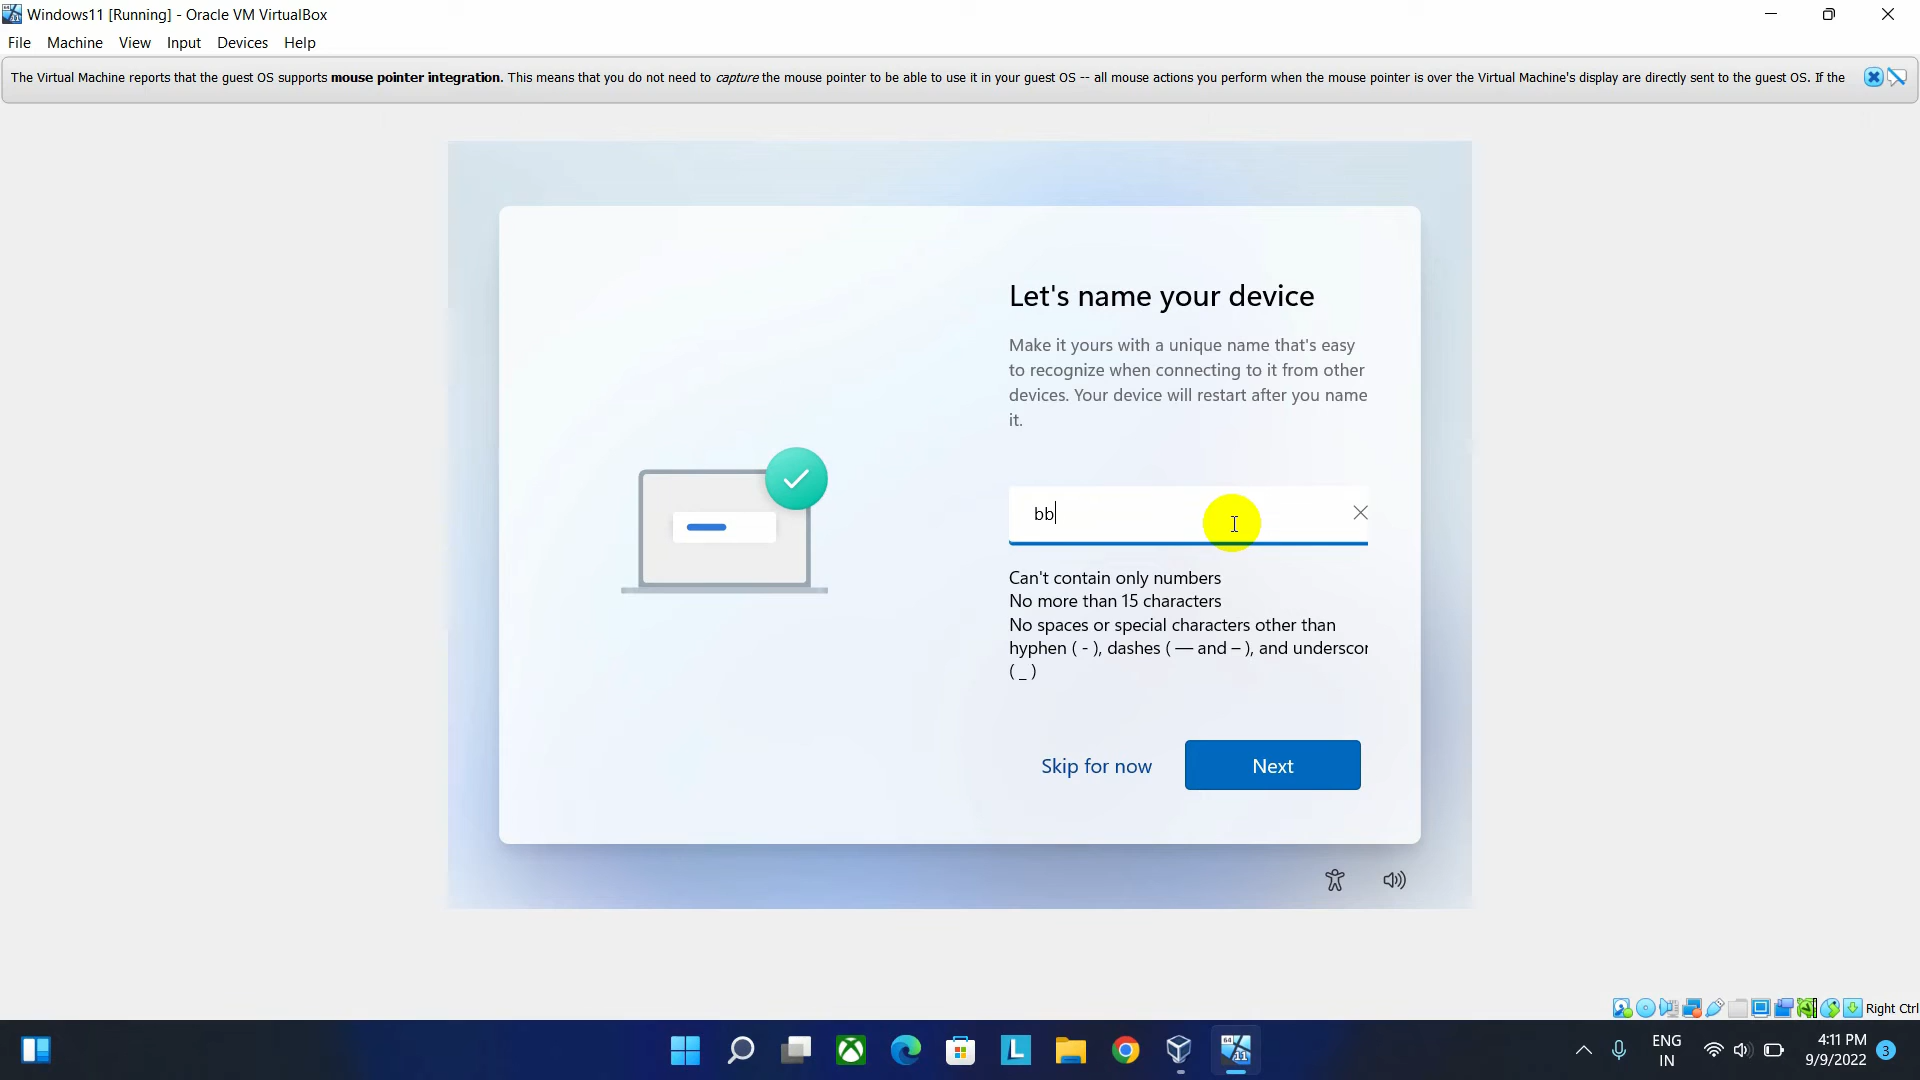 Windows11 [Running] - Oracle VM VirtualBox
File Machine View Input Devices Help
The Virtual Machine reports that the guest OS supports mouse pointer integration. This means that you do not need to capture the mouse pointer to be able to use it in your guest OS -- all mouse actions you perform when the mouse pointer is over the Virtual Machine's display are directly sent to the guest OS. If the
Let's name your device
Make it yours with a unique name that's easy
to recognize when connecting to it from other
devices. Your device will restart after you name
it.
bb
Can't contain only numbers
No more than 15 characters
No spaces or special characters other than
hyphen ( - ), dashes ( — and – ), and underscor
( _ )
Skip for now Next
Right Ctrl
ENG 4:11 PM
IN 9/9/2022 3